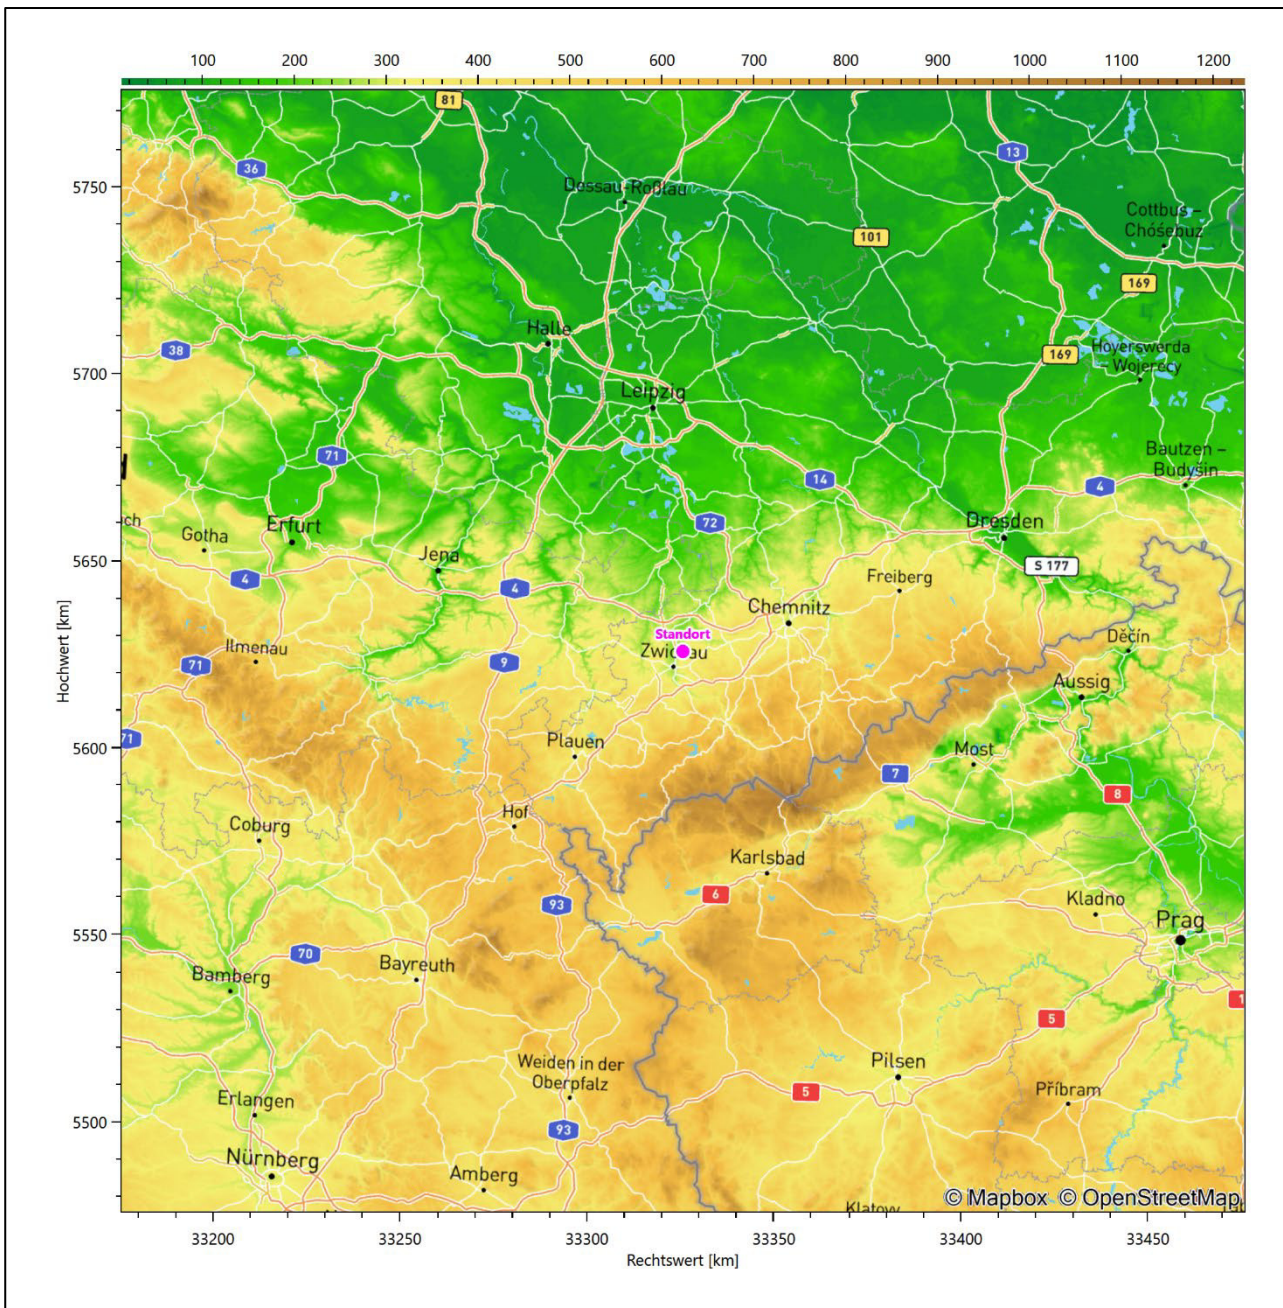 100 200 300 400 500 600 700 800 900 1000 1100 1200
81
13
36
5750
Dessau-Roßlau
Cottbus –
Chóśebuz
101
169
Halle
38
169
Hoyerswerda
– Wojerecy
5700
Leipzig
Bautzen –
Budyšin
71
14
4
72
Erfurt
Dresden
ch
Gotha
Jena
5650
S 177
4
4
Freiberg
Chemnitz
Standort
Děčín
Ilmenau
Zwickau
71
9
Aussig
Hochwert [km]
71
Plauen
Most
5600
7
8
Hof
Coburg
Karlsbad
6
93
Kladno
Prag
5550
70
Bayreuth
Bamberg
1
5
Weiden in der
Oberpfalz
Pilsen
5
Příbram
Erlangen
5500
93
Nürnberg
Amberg
© Mapbox © OpenStreetMap
Klatovy
33200 33250 33300 33350 33400 33450
Rechtswert [km]